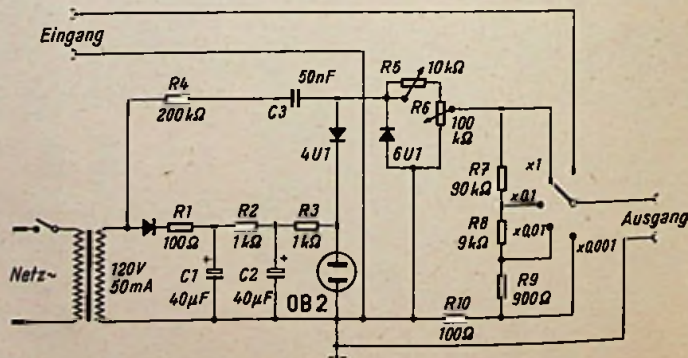 Eingang
50nF
R5
10kΩ
R4
200kΩ
C3
R6
100
kΩ
4U1
6U1
x1
R7
90kΩ
x0.1
R1
100Ω
R2
1kΩ
R3
1kΩ
R8
9kΩ
x0.01
Ausgang
x0.001
Netz~
120V
50mA
+
C1
40µF
+
C2
40µF
OB2
R9
900Ω
R10
100Ω